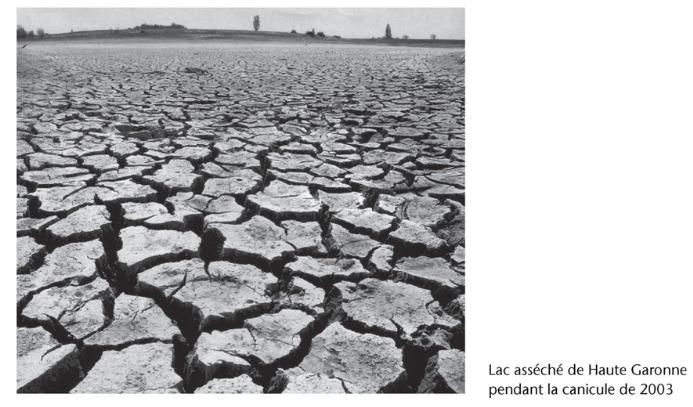 Lac asséché de Haute Garonne
pendant la canicule de 2003